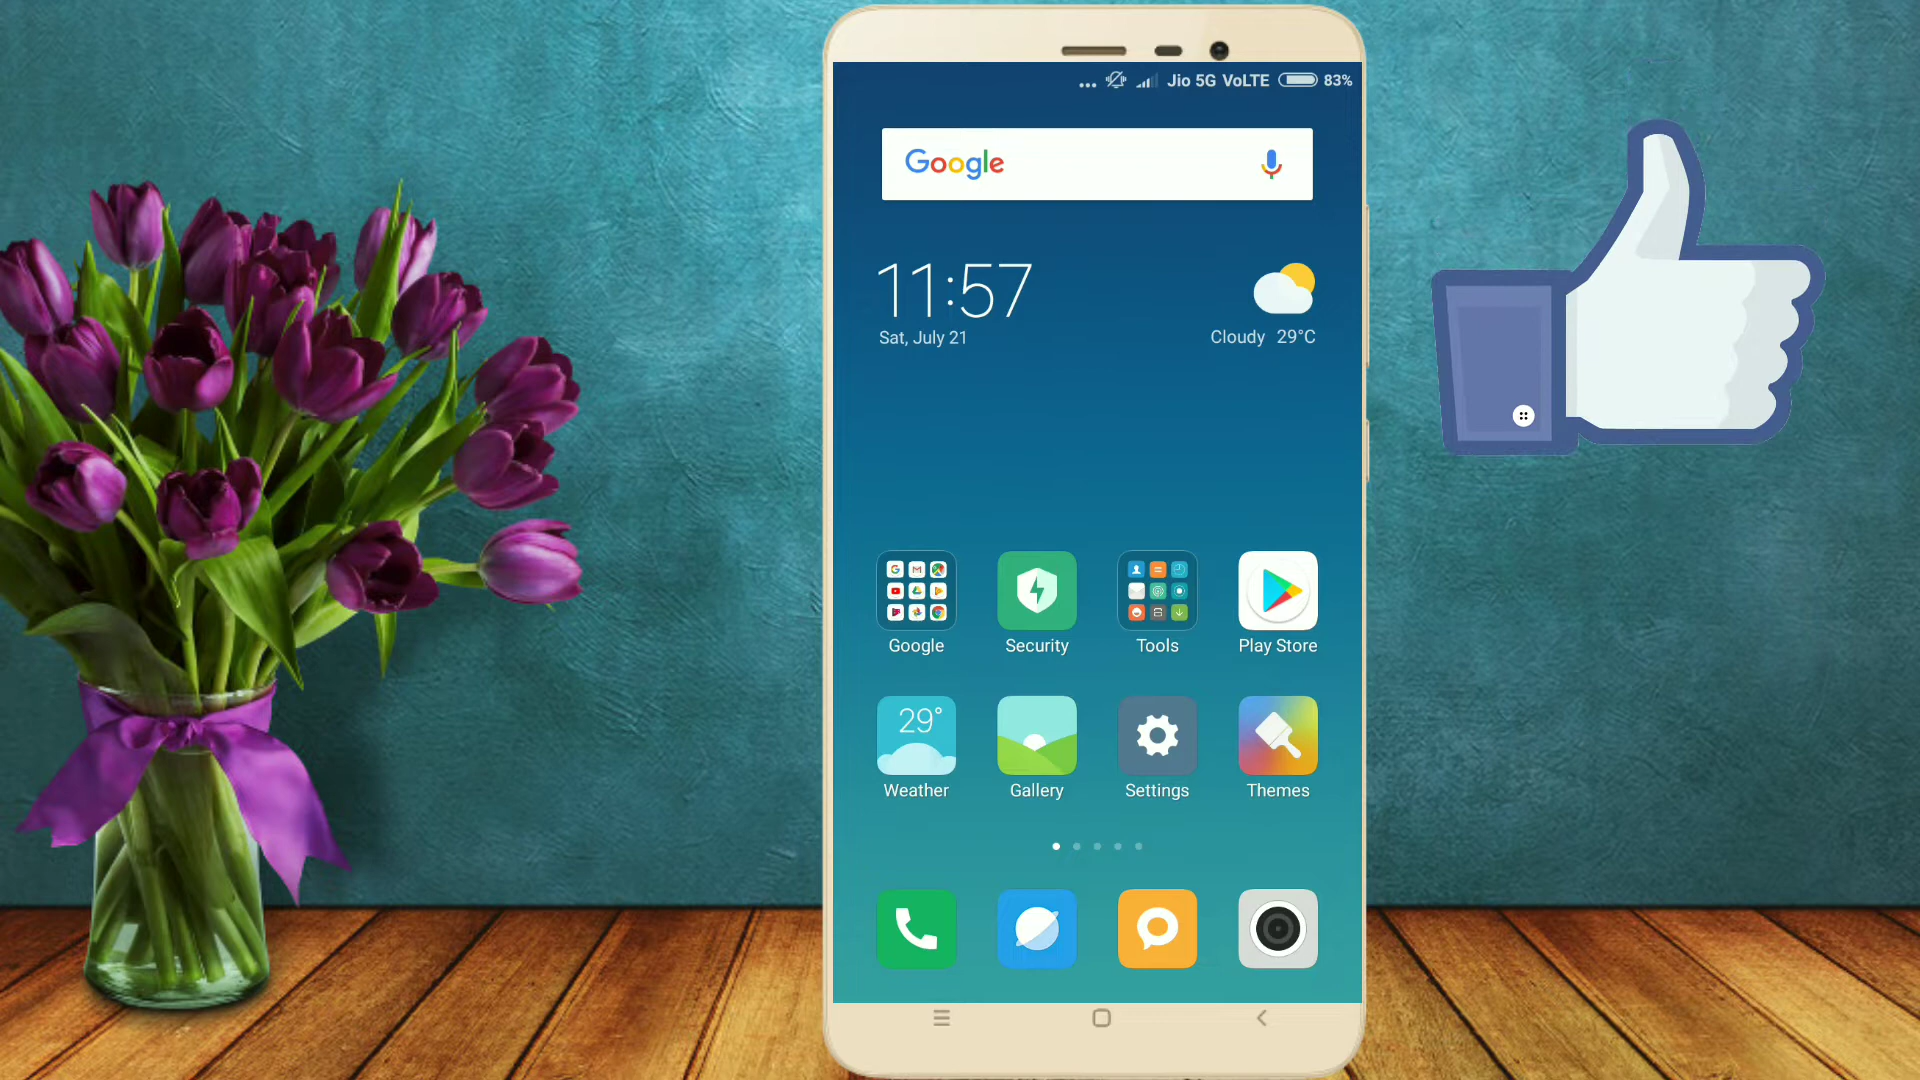 ... Jio 5G VoLTE 83%
Google
11:57
Sat, July 21
Cloudy 29°C
Google Security Tools Play Store
29°
Weather Gallery Settings Themes